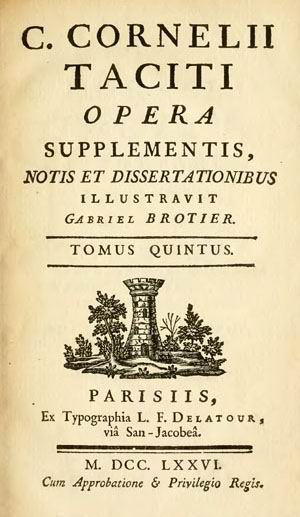 C. CORNELII
TACITI
OPERA
SUPPLEMENTIS,
NOTIS ET DISSERTATIONIBUS
ILLUSTRAVIT
GABRIEL BROTIER.
TOMUS QUINTUS.
PARISIIS,
Ex Typographia L. F. DELATOUR,
viâ San-Jacobeâ.
M. DCC. LXXVI.
Cum Approbatione & Privilegio Regis.